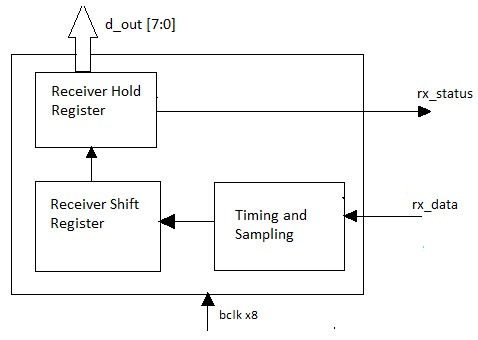 d_out [7:0]
Receiver Hold
Register
rx_status
Receiver Shift
Register
Timing and
Sampling
rx_data
bclk x8